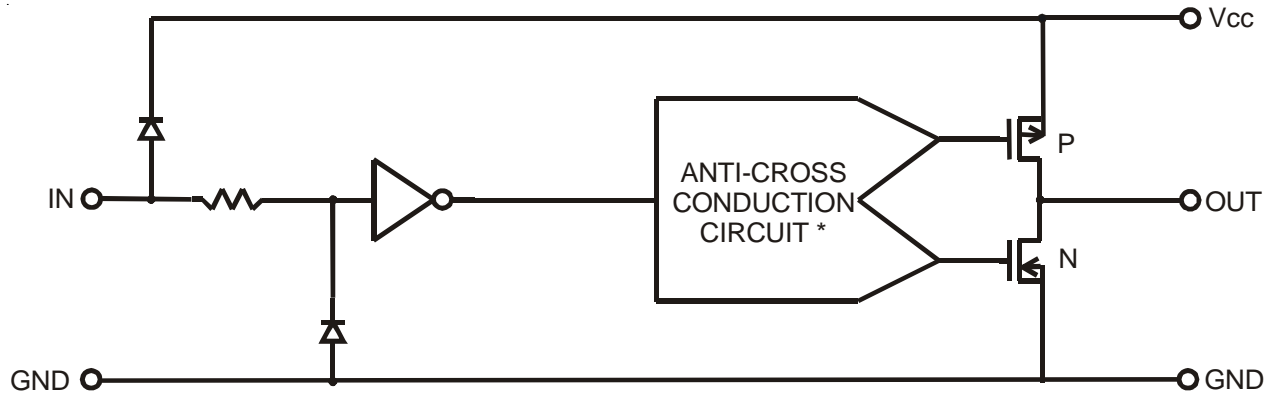 Vcc
P
IN
ANTI-CROSS
CONDUCTION
CIRCUIT *
OUT
N
GND
GND